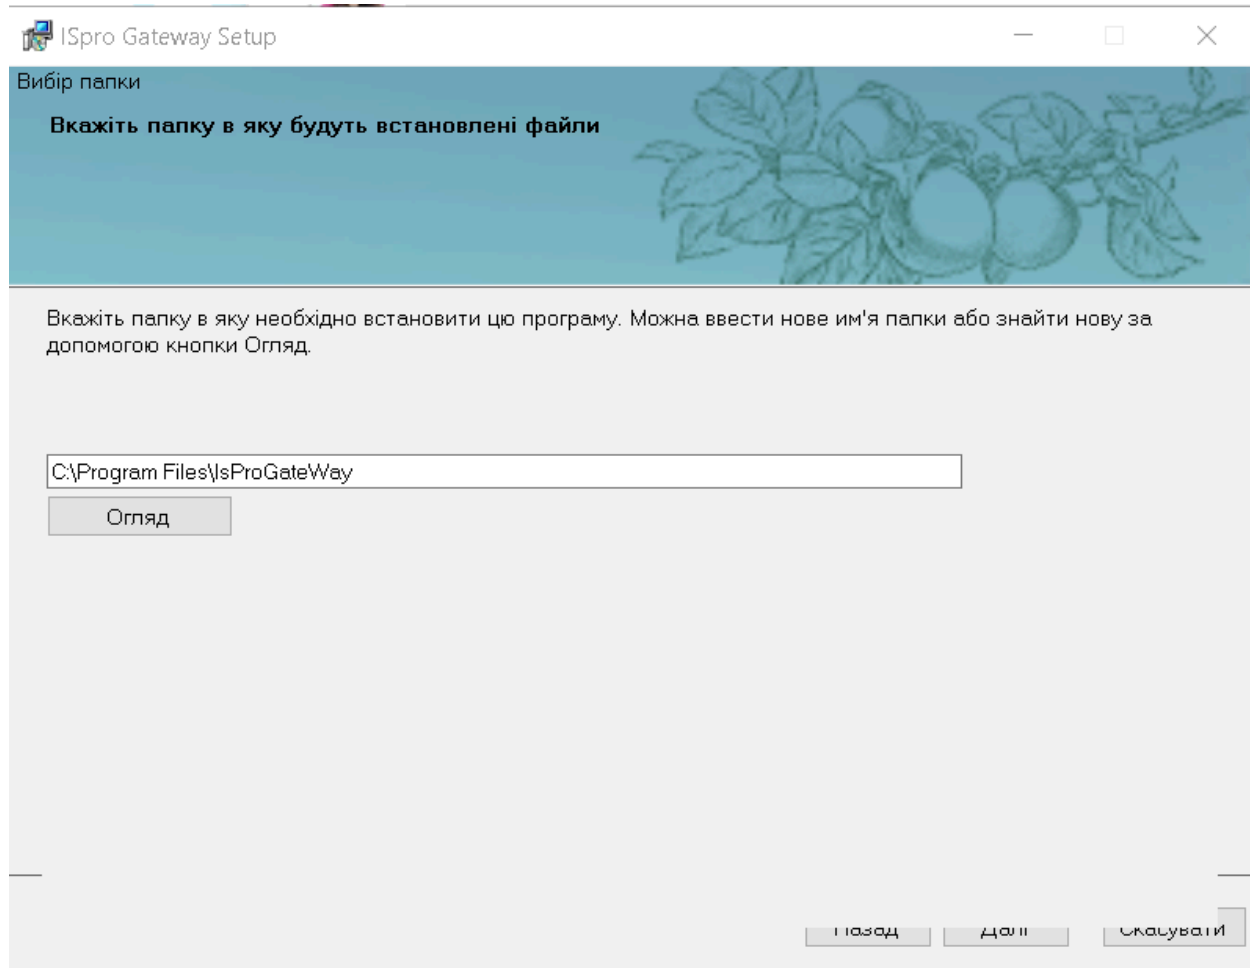 ISpro Gateway Setup
Вибір папки
Вкажіть папку в яку будуть встановлені файли
Вкажіть папку в яку необхідно встановити цю програму. Можна ввести нове им'я папки або знайти нову за
допомогою кнопки Огляд.
C:\Program Files\IsProGateWay
Огляд
Назад Далі Скасувати